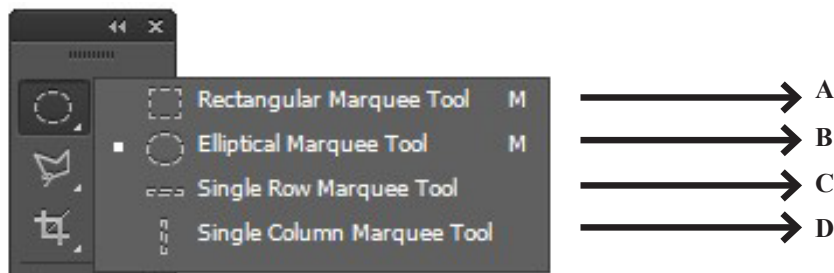 Rectangular Marquee Tool M A
Elliptical Marquee Tool M B
Single Row Marquee Tool C
Single Column Marquee Tool D